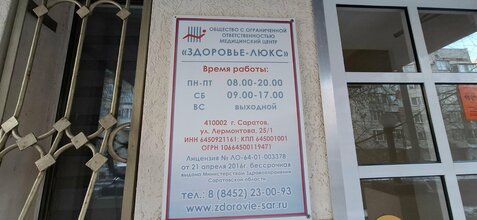 ОБЩЕСТВО С ОГРАНИЧЕННОЙ
ОТВЕТСТВЕННОСТЬЮ
МЕДИЦИНСКИЙ ЦЕНТР
«ЗДОРОВЬЕ-ЛЮКС»
Время работы:
ПН-ПТ 08.00-20.00
СБ 09.00-17.00
ВС ВЫХОДНОЙ
410002 г. Саратов,
ул. Лермонтова, 25/1
ИНН 6450921161; КПП 645001001
ОГРН 1066450119471
Лицензия № ЛО-64-01-003378
от 21 апреля 2016г. бессрочная
выдана Министерством Здравоохранения
Саратовской области
тел.: 8 (8452) 23-00-93
www.zdorovie-sar.ru